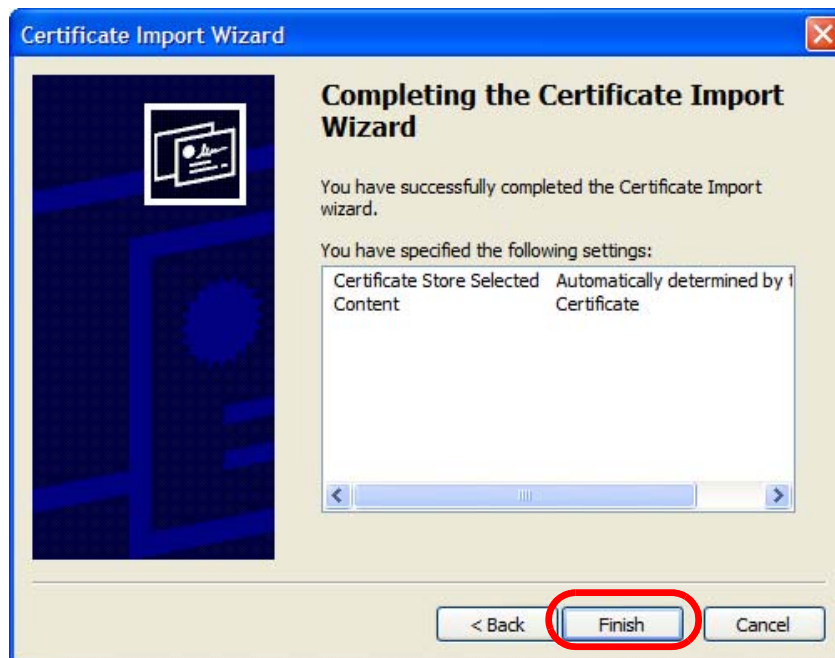 Certificate Import Wizard
Completing the Certificate Import
Wizard
You have successfully completed the Certificate Import
wizard.
You have specified the following settings:
Certificate Store Selected Automatically determined by t
Content Certificate
< Back Finish Cancel